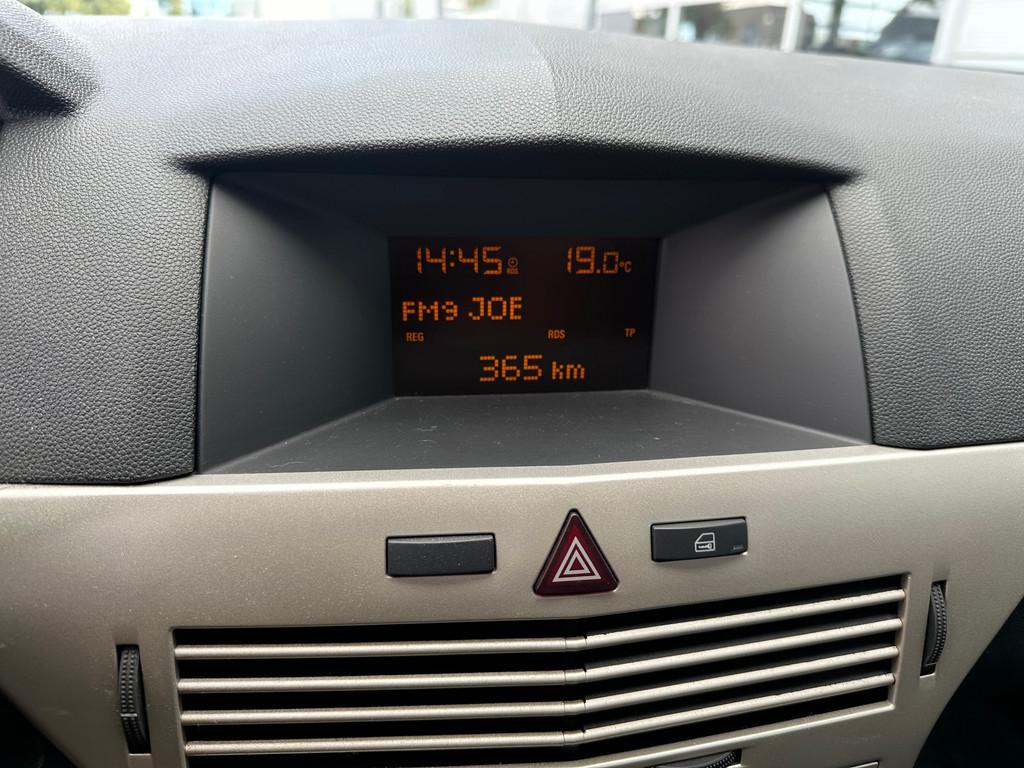 14:45 RDS 19.0°C
FM9 JOE
REG RDS TP
365 km